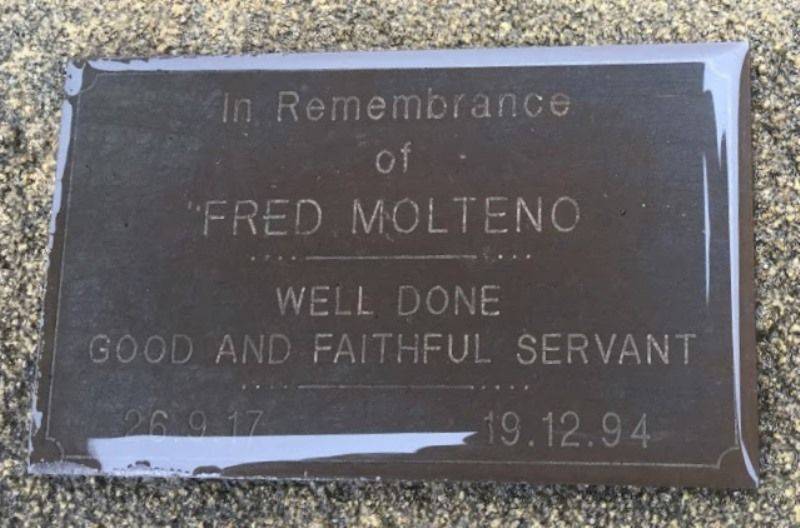 In Remembrance
of
"FRED MOLTENO
WELL DONE
GOOD AND FAITHFUL SERVANT
26.9.17 19.12.94